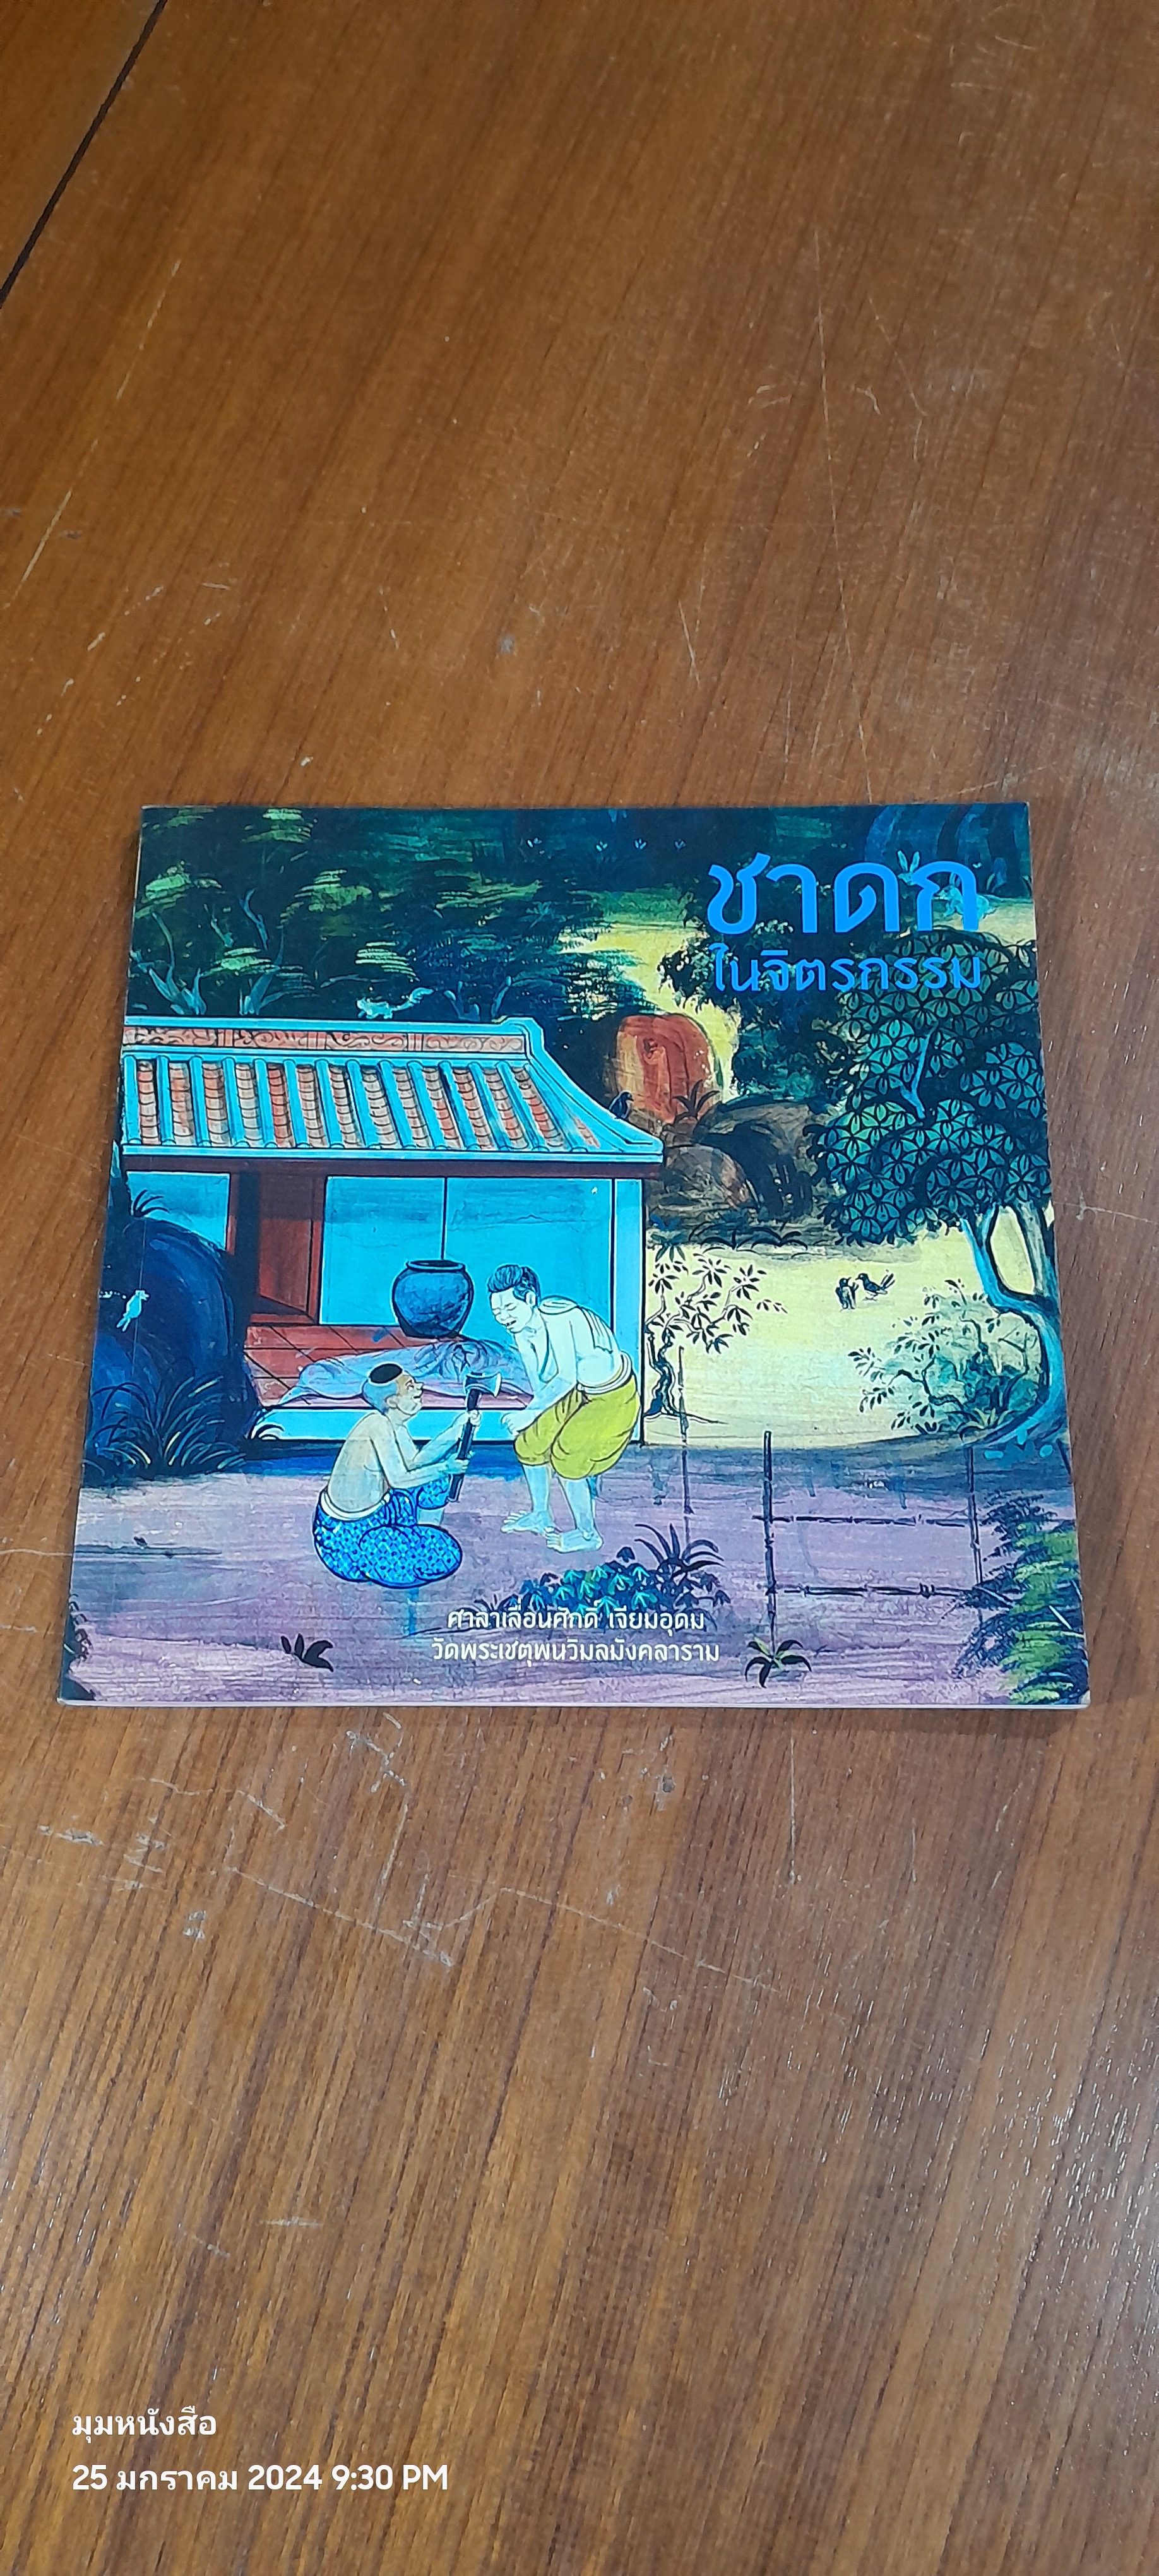 ชาดก
ในจิตรกรรม
ศาลาเลื่อนศักดิ์ เจียมอุดม
วัดพระเชตุพนวิมลมังคลาราม
มุมหนังสือ
25 มกราคม 2024 9:30 PM